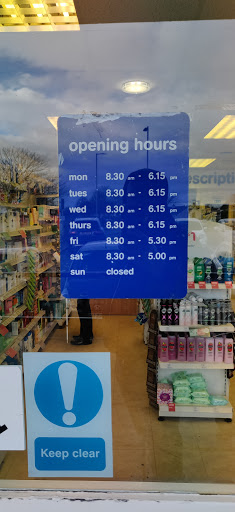 opening hours
mon 8.30 am - 6.15 pm
tues 8.30 am - 6.15 pm
wed 8.30 am - 6.15 pm
thurs 8.30 am - 6.15 pm
fri 8.30 am - 5.30 pm
sat 8.30 am - 5.00 pm
sun closed
escripti
!
Keep clear